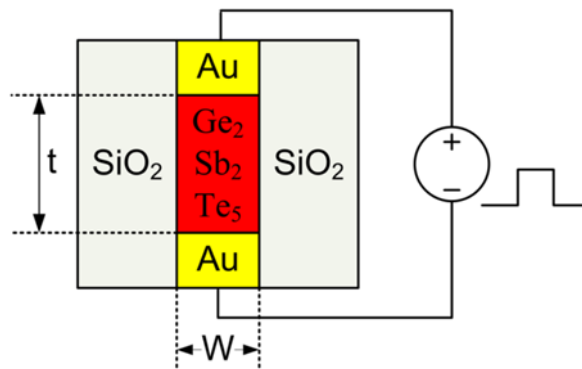 Au
Ge₂
t SiO₂ Sb₂ SiO₂ + −
Te₅
Au
W